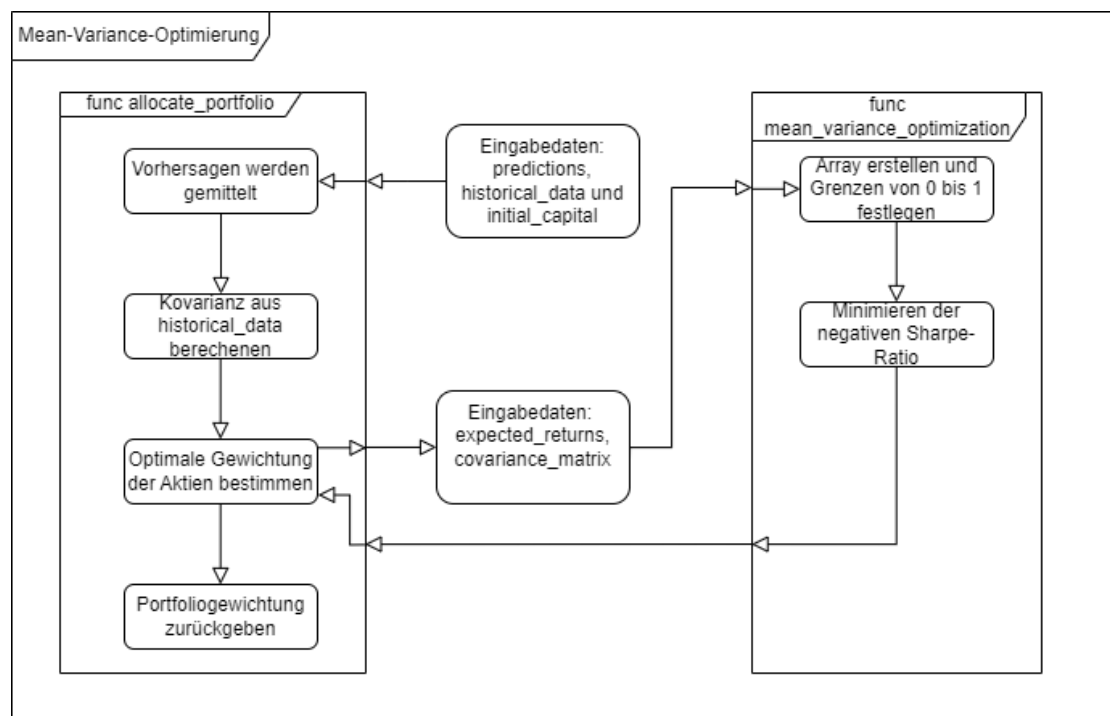 Mean-Variance-Optimierung
func allocate_portfolio
Vorhersagen werden
gemittelt
Kovarianz aus
historical_data
berechenen
Optimale Gewichtung
der Aktien bestimmen
Portfoliogewichtung
zurückgeben
Eingabedaten:
predictions,
historical_data und
initial_capital
Eingabedaten:
expected_returns,
covariance_matrix
func
mean_variance_optimization
Array erstellen und
Grenzen von 0 bis 1
festlegen
Minimieren der
negativen Sharpe-
Ratio